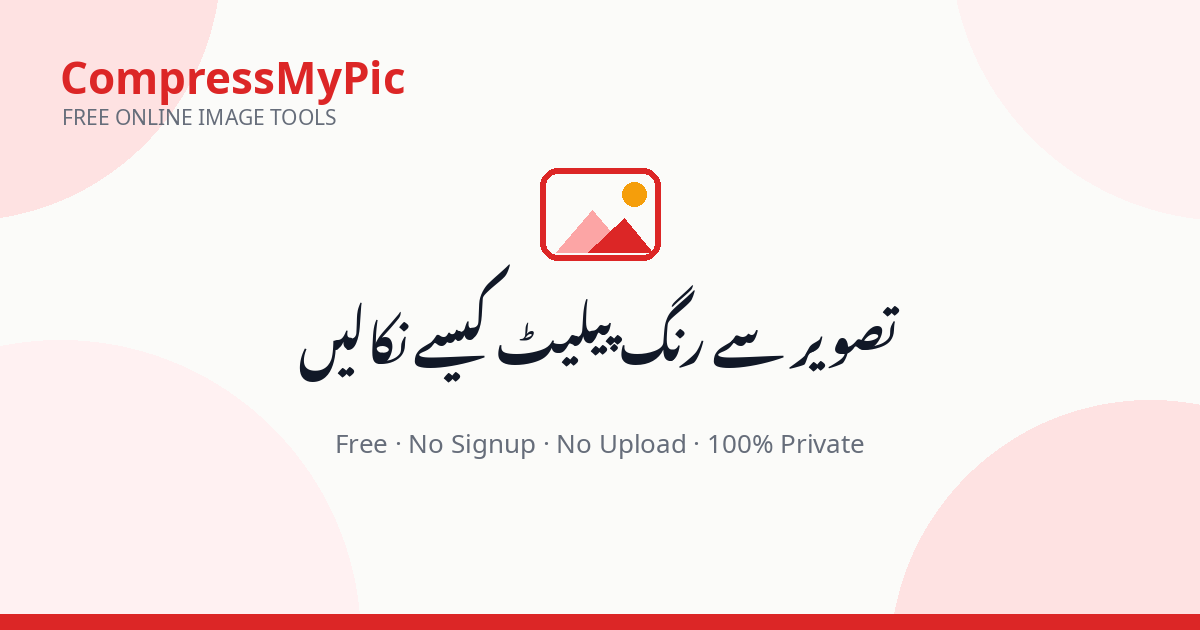 CompressMyPic
FREE ONLINE IMAGE TOOLS
تصویر سے رنگ پیلیٹ کیسے نکالیں
Free · No Signup · No Upload · 100% Private